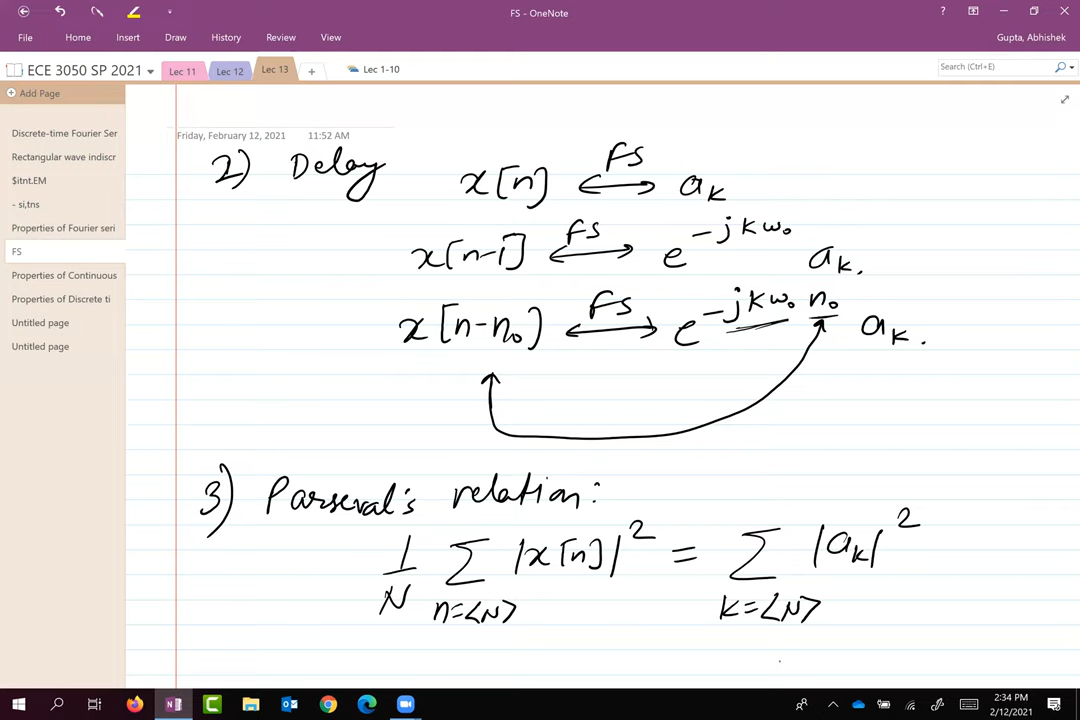 FS - OneNote
?
File Home Insert Draw History Review View
Gupta, Abhishek
ECE 3050 SP 2021
Lec 11
Lec 12
Lec 13
+
Lec 1-10
Search (Ctrl+E)
Add Page
Discrete-time Fourier Ser
Rectangular wave indiscr
$itnt.EM
- si,tns
Properties of Fourier seri
FS
Properties of Continuous
Properties of Discrete ti
Untitled page
Untitled page
Friday, February 12, 2021 11:52 AM
2) Delay x[n] ⟷^{FS} a_k
x[n-1] ⟷^{FS} e^{-jkω₀} a_k.
x[n-n₀] ⟷^{FS} e^{-jkω₀ n₀} a_k.
3) Parseval's relation:
1/N ∑_{n=<N>} |x[n]|² = ∑_{k=<N>} |a_k|²
2:34 PM
2/12/2021